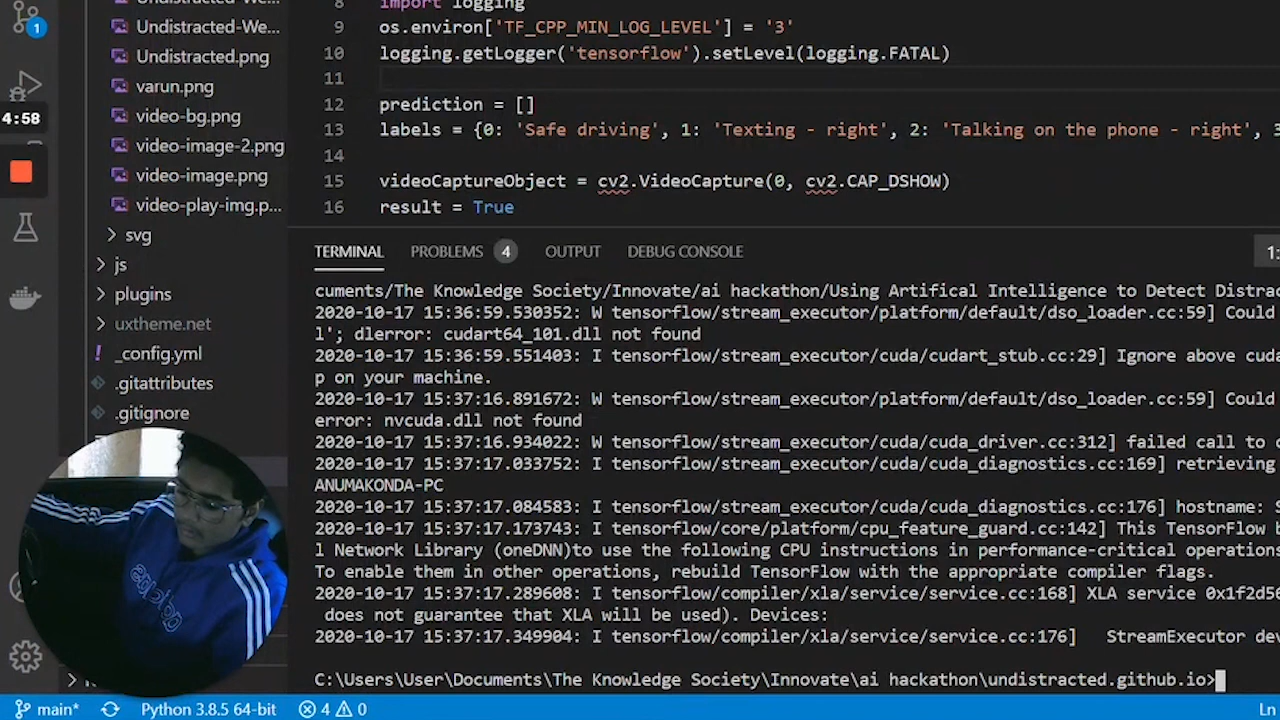 1
4:58
Undistracted-We...
Undistracted.png
varun.png
video-bg.png
video-image-2.png
video-image.png
video-play-img.p...
svg
js
plugins
uxtheme.net
_config.yml
.gitattributes
.gitignore
8 import logging
9 os.environ['TF_CPP_MIN_LOG_LEVEL'] = '3'
10 logging.getLogger('tensorflow').setLevel(logging.FATAL)
11
12 prediction = []
13 labels = {0: 'Safe driving', 1: 'Texting - right', 2: 'Talking on the phone - right', 3
14
15 videoCaptureObject = cv2.VideoCapture(0, cv2.CAP_DSHOW)
16 result = True
TERMINAL PROBLEMS 4 OUTPUT DEBUG CONSOLE 1:
cuments/The Knowledge Society/Innovate/ai hackathon/Using Artifical Intelligence to Detect Distra
2020-10-17 15:36:59.530352: W tensorflow/stream_executor/platform/default/dso_loader.cc:59] Could
l'; dlerror: cudart64_101.dll not found
2020-10-17 15:36:59.551403: I tensorflow/stream_executor/cuda/cudart_stub.cc:29] Ignore above cuda
p on your machine.
2020-10-17 15:37:16.891672: W tensorflow/stream_executor/platform/default/dso_loader.cc:59] Could
error: nvcuda.dll not found
2020-10-17 15:37:16.934022: W tensorflow/stream_executor/cuda/cuda_driver.cc:312] failed call to c
2020-10-17 15:37:17.033752: I tensorflow/stream_executor/cuda/cuda_diagnostics.cc:169] retrieving
ANUMAKONDA-PC
2020-10-17 15:37:17.084583: I tensorflow/stream_executor/cuda/cuda_diagnostics.cc:176] hostname:
2020-10-17 15:37:17.173743: I tensorflow/core/platform/cpu_feature_guard.cc:142] This TensorFlow b
l Network Library (oneDNN)to use the following CPU instructions in performance-critical operations
To enable them in other operations, rebuild TensorFlow with the appropriate compiler flags.
2020-10-17 15:37:17.289608: I tensorflow/compiler/xla/service/service.cc:168] XLA service 0x1f2d56
does not guarantee that XLA will be used). Devices:
2020-10-17 15:37:17.349904: I tensorflow/compiler/xla/service/service.cc:176] StreamExecutor dev
C:\Users\User\Documents\The Knowledge Society\Innovate\ai hackathon\undistracted.github.io>
adidas
main* Python 3.8.5 64-bit 4 0 Ln